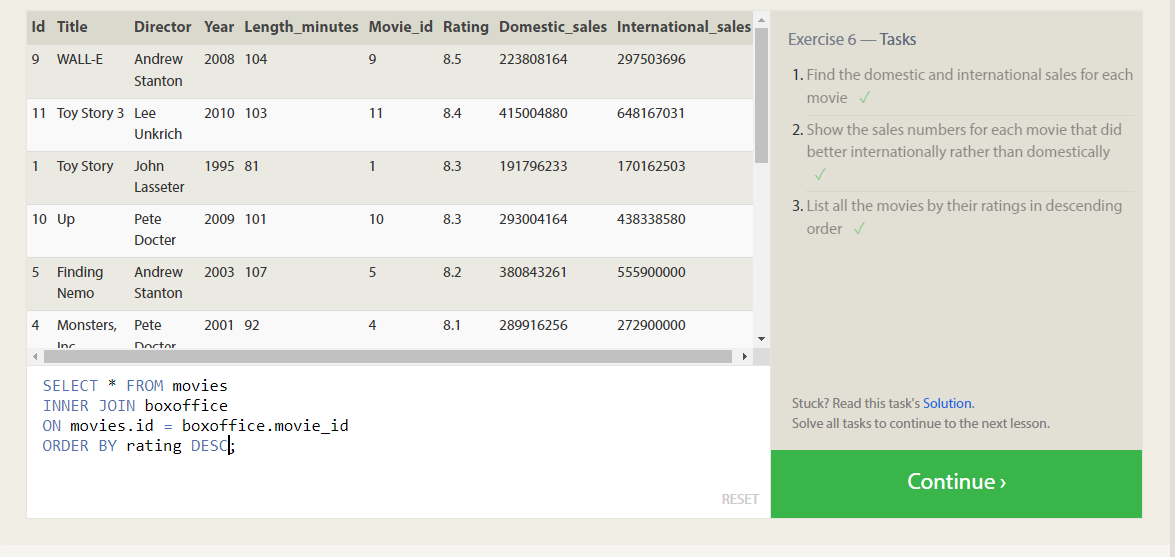 Id Title Director Year Length_minutes Movie_id Rating Domestic_sales International_sales
9 WALL-E Andrew Stanton 2008 104 9 8.5 223808164 297503696
11 Toy Story 3 Lee Unkrich 2010 103 11 8.4 415004880 648167031
1 Toy Story John Lasseter 1995 81 1 8.3 191796233 170162503
10 Up Pete Docter 2009 101 10 8.3 293004164 438338580
5 Finding Nemo Andrew Stanton 2003 107 5 8.2 380843261 555900000
4 Monsters, Inc. Pete Docter 2001 92 4 8.1 289916256 272900000
SELECT * FROM movies
INNER JOIN boxoffice
ON movies.id = boxoffice.movie_id
ORDER BY rating DESC;
RESET
Exercise 6 — Tasks
1. Find the domestic and international sales for each
movie ✓
2. Show the sales numbers for each movie that did
better internationally rather than domestically
✓
3. List all the movies by their ratings in descending
order ✓
Stuck? Read this task's Solution.
Solve all tasks to continue to the next lesson.
Continue ›